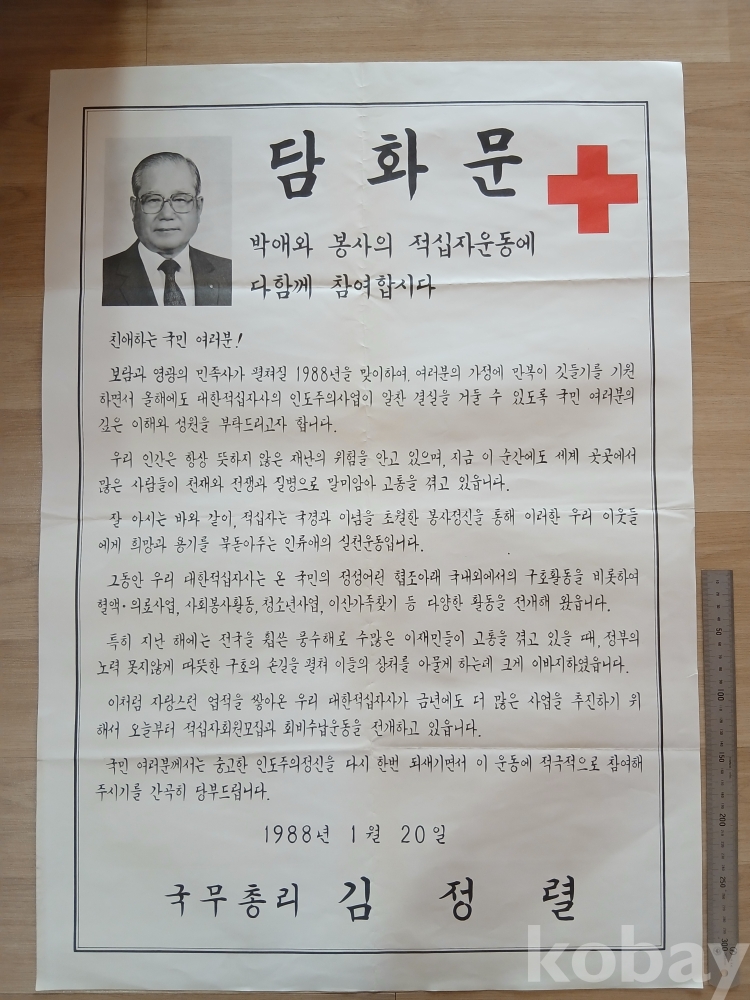 담화문
박애와 봉사의 적십자운동에
다함께 참여합시다
친애하는 국민 여러분!
보람과 영광의 민족사가 펼쳐질 1988년을 맞이하여, 여러분의 가정에 만복이 깃들기를 기원
하면서 올해에도 대한적십자사의 인도주의사업이 알찬 결실을 거둘 수 있도록 국민 여러분의
깊은 이해와 성원을 부탁드리고자 합니다.
우리 인간은 항상 뜻하지 않은 재난의 위험을 안고 있으며, 지금 이 순간에도 세계 곳곳에서
많은 사람들이 천재와 전쟁과 질병으로 말미암아 고통을 겪고 있읍니다.
잘 아시는 바와 같이, 적십자는 국경과 이념을 초월한 봉사정신을 통해 이러한 우리 이웃들
에게 희망과 용기를 북돋아주는 인류애의 실천운동입니다.
그동안 우리 대한적십자사는 온 국민의 정성어린 협조아래 국내외에서의 구호활동을 비롯하여
혈액·의료사업, 사회봉사활동, 청소년사업, 이산가족찾기 등 다양한 활동을 전개해 왔읍니다.
특히 지난 해에는 전국을 휩쓴 풍수해로 수많은 이재민들이 고통을 겪고 있을 때, 정부의
노력 못지않게 따뜻한 구호의 손길을 펼쳐 이들의 상처를 아물게 하는데 크게 이바지하였읍니다.
이처럼 자랑스런 업적을 쌓아온 우리 대한적십자사가 금년에도 더 많은 사업을 추진하기 위
해서 오늘부터 적십자회원모집과 회비수납운동을 전개하고 있읍니다.
국민 여러분께서는 숭고한 인도주의정신을 다시 한번 되새기면서 이 운동에 적극적으로 참여해
주시기를 간곡히 당부드립니다.
1988년 1월 20일
국무총리 김정렬
50
100
150
200
250
300
kobay